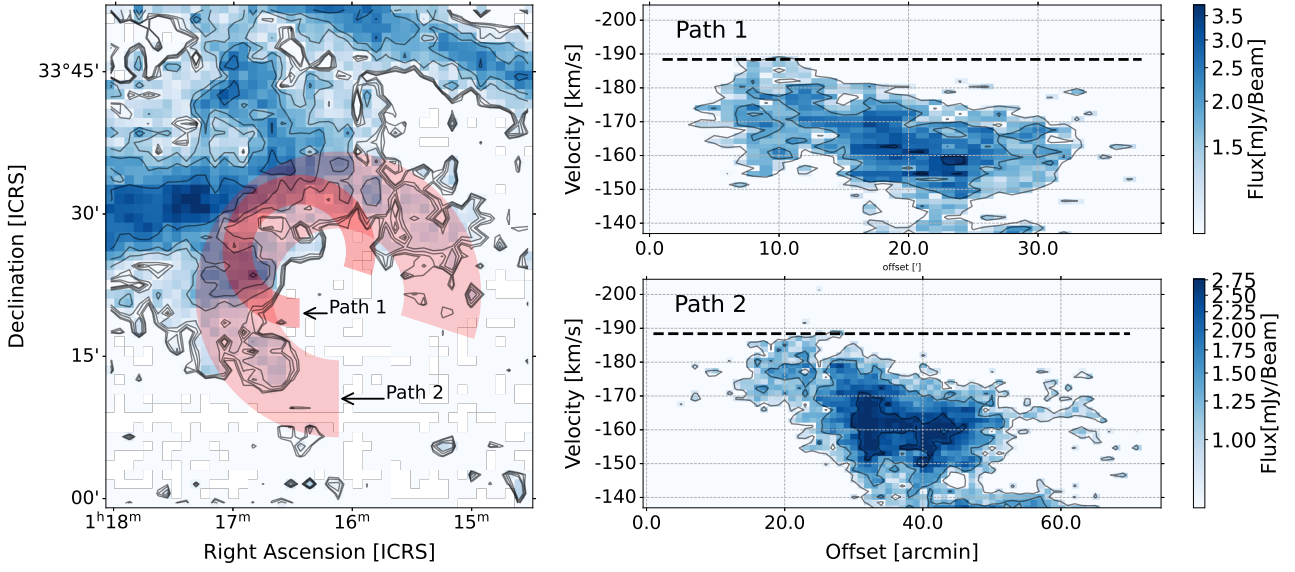 33°45'
30'
15'
00'
1ʰ18ᵐ 17ᵐ 16ᵐ 15ᵐ
Right Ascension [ICRS]
Declination [ICRS]
Path 1
Path 2
Path 1
-200
-190
-180
-170
-160
-150
-140
Velocity [km/s]
0.0 10.0 20.0 30.0
offset [']
3.5
3.0
2.5
2.0
1.5
Flux[mJy/Beam]
Path 2
-200
-190
-180
-170
-160
-150
-140
Velocity [km/s]
0.0 20.0 40.0 60.0
Offset [arcmin]
2.75
2.50
2.25
2.00
1.75
1.50
1.25
1.00
Flux[mJy/Beam]